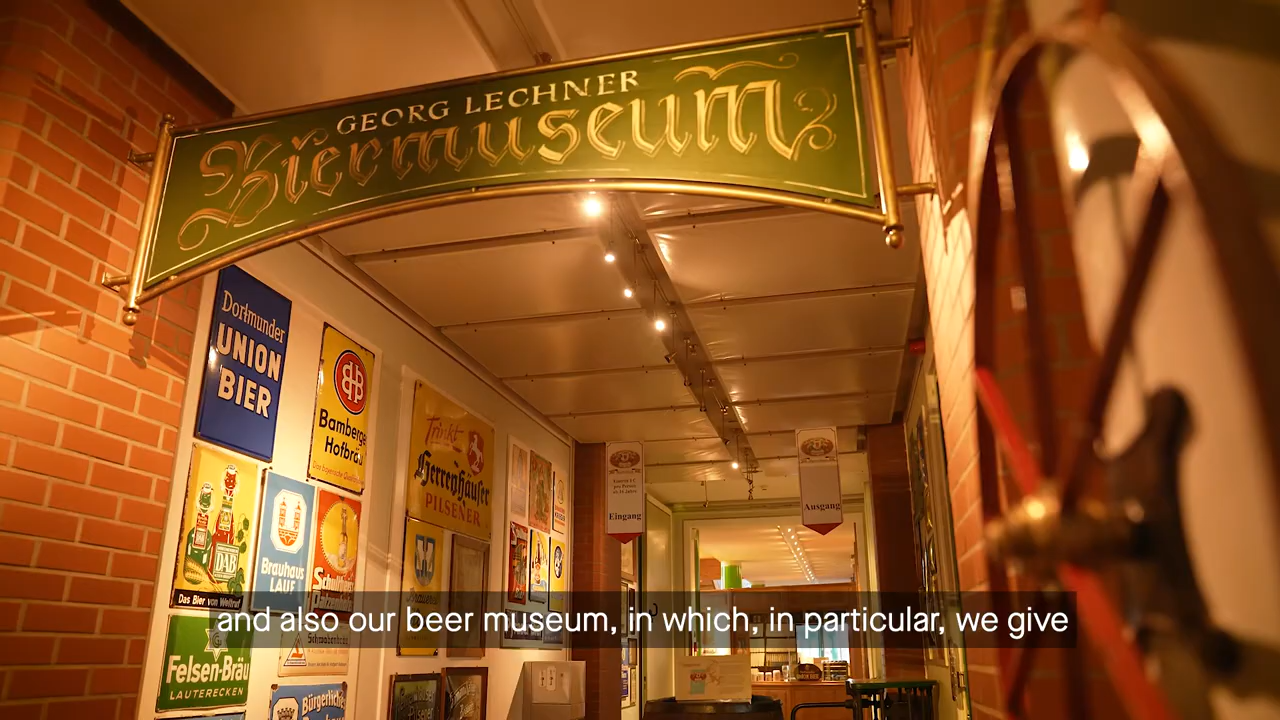 GEORG LECHNER
Biermuseum
Dortmunder
UNION
BIER
Bamberger
Hofbräu
Trinkt
Herrenhäuser
PILSENER
Eingang
Ausgang
DAB
Das Bier von Weltruf
Brauhaus
LAUF
Felsen-Bräu
LAUTERECKEN
Bürgerliches
and also our beer museum, in which, in particular, we give